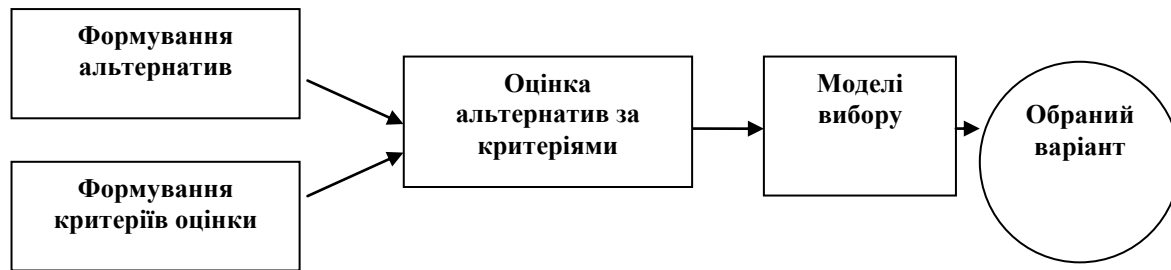 Формування
альтернатив
Формування
критеріїв оцінки
Оцінка
альтернатив за
критеріями
Моделі
вибору
Обраний
варіант